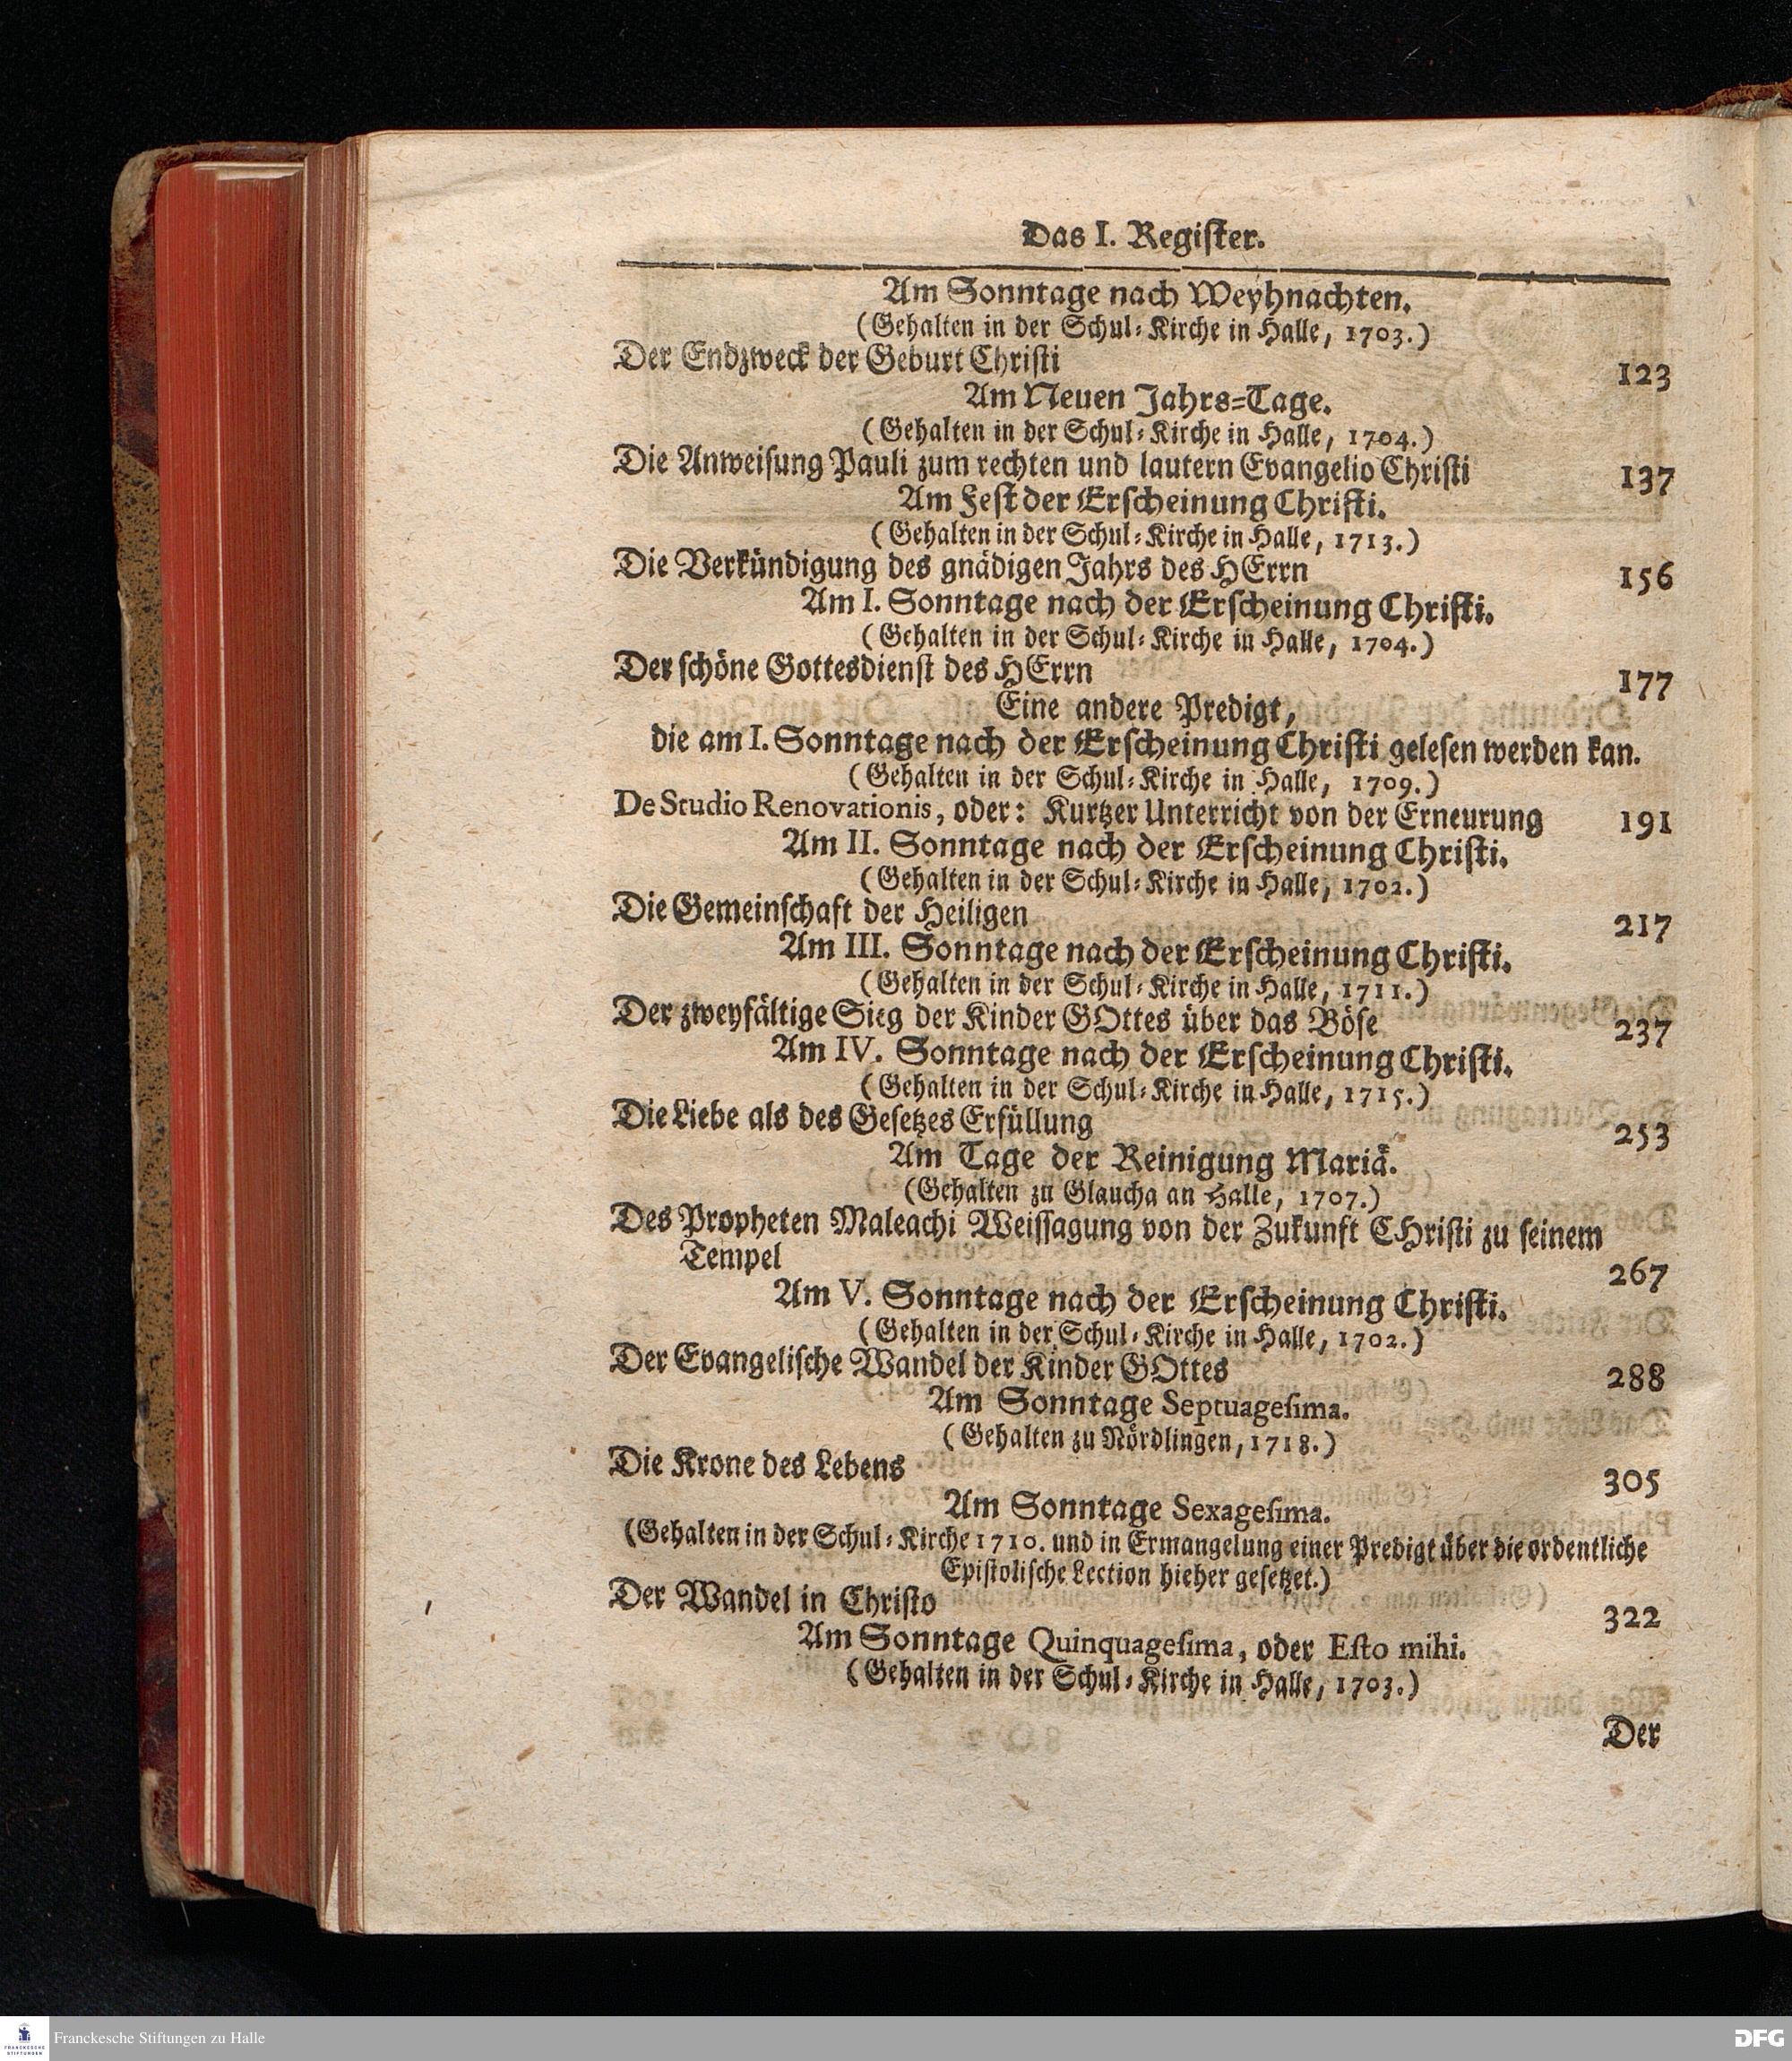 Das I. Regiſter.
Am Sonntage nach Weyhnachten.
(Gehalten in der Schul-Kirche in Halle, 1703.)
Der Endzweck der Geburt Chriſti 123
Am Neuen Jahrs-Tage.
(Gehalten in der Schul-Kirche in Halle, 1704.)
Die Anweiſung Pauli zum rechten und lautern Evangelio Chriſti 137
Am Feſt der Erſcheinung Chriſti.
(Gehalten in der Schul-Kirche in Halle, 1713.)
Die Verkündigung des gnädigen Jahrs des HErrn 156
Am I. Sonntage nach der Erſcheinung Chriſti.
(Gehalten in der Schul-Kirche in Halle, 1704.)
Der ſchöne Gottesdienſt des HErrn 177
Eine andere Predigt,
die am I. Sonntage nach der Erſcheinung Chriſti geleſen werden kan.
(Gehalten in der Schul-Kirche in Halle, 1709.)
De Studio Renovationis, oder: Kurtzer Unterricht von der Erneurung 191
Am II. Sonntage nach der Erſcheinung Chriſti.
(Gehalten in der Schul-Kirche in Halle, 1702.)
Die Gemeinſchaft der Heiligen 217
Am III. Sonntage nach der Erſcheinung Chriſti.
(Gehalten in der Schul-Kirche in Halle, 1711.)
Der zweyfältige Sieg der Kinder GOttes über das Böſe 237
Am IV. Sonntage nach der Erſcheinung Chriſti.
(Gehalten in der Schul-Kirche in Halle, 1715.)
Die Liebe als des Geſetzes Erfüllung 253
Am Tage der Reinigung Mariä.
(Gehalten zu Glaucha an Halle, 1707.)
Des Propheten Maleachi Weiſſagung von der Zukunft CHriſti zu ſeinem
Tempel 267
Am V. Sonntage nach der Erſcheinung Chriſti.
(Gehalten in der Schul-Kirche in Halle, 1702.)
Der Evangeliſche Wandel der Kinder GOttes 288
Am Sonntage Septuageſima.
(Gehalten zu Nördlingen, 1718.)
Die Krone des Lebens 305
Am Sonntage Sexageſima.
(Gehalten in der Schul-Kirche 1710. und in Ermangelung einer Predigt über die ordentliche
Epiſtoliſche Lection hieher geſetzet.)
Der Wandel in Chriſto 322
Am Sonntage Quinquageſima, oder Eſto mihi.
(Gehalten in der Schul-Kirche in Halle, 1703.)
Der
FRANCKESCHE
STIFTUNGEN
Franckesche Stiftungen zu Halle
DFG